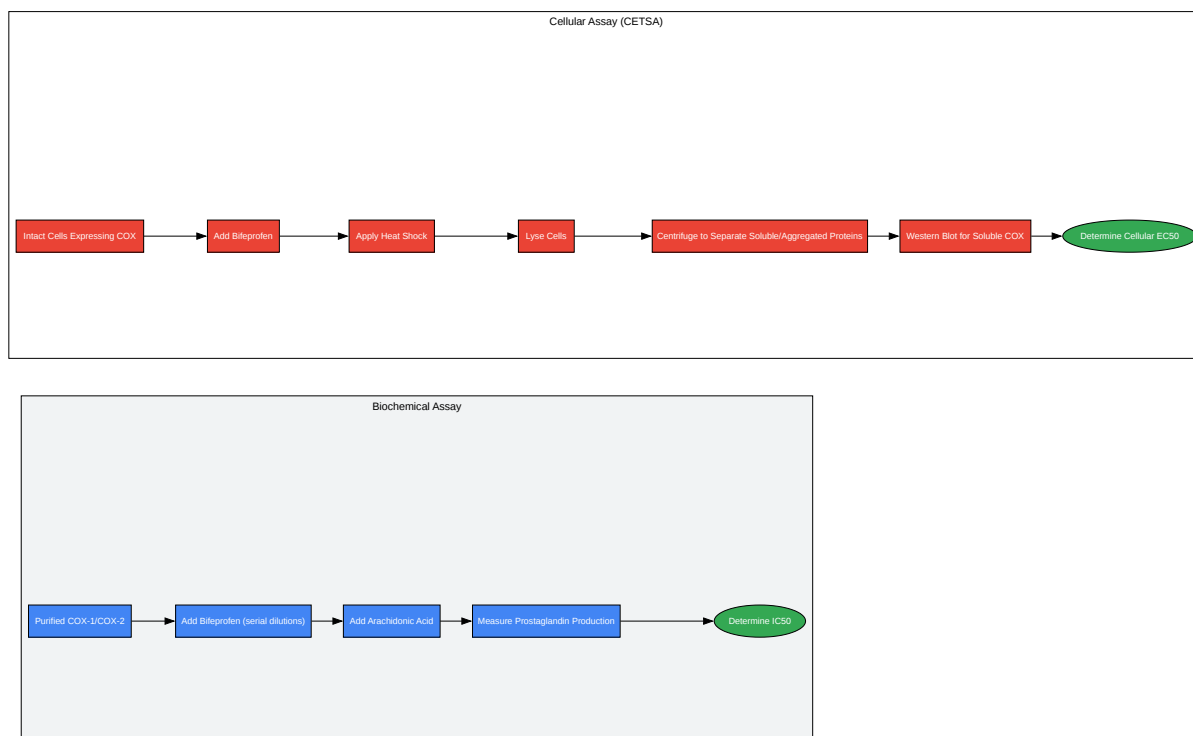 Cellular Assay (CETSA)
Intact Cells Expressing COX
Add Bifeprofen
Apply Heat Shock
Lyse Cells
Centrifuge to Separate Soluble/Aggregated Proteins
Western Blot for Soluble COX
Determine Cellular EC50
Biochemical Assay
Purified COX-1/COX-2
Add Bifeprofen (serial dilutions)
Add Arachidonic Acid
Measure Prostaglandin Production
Determine IC50